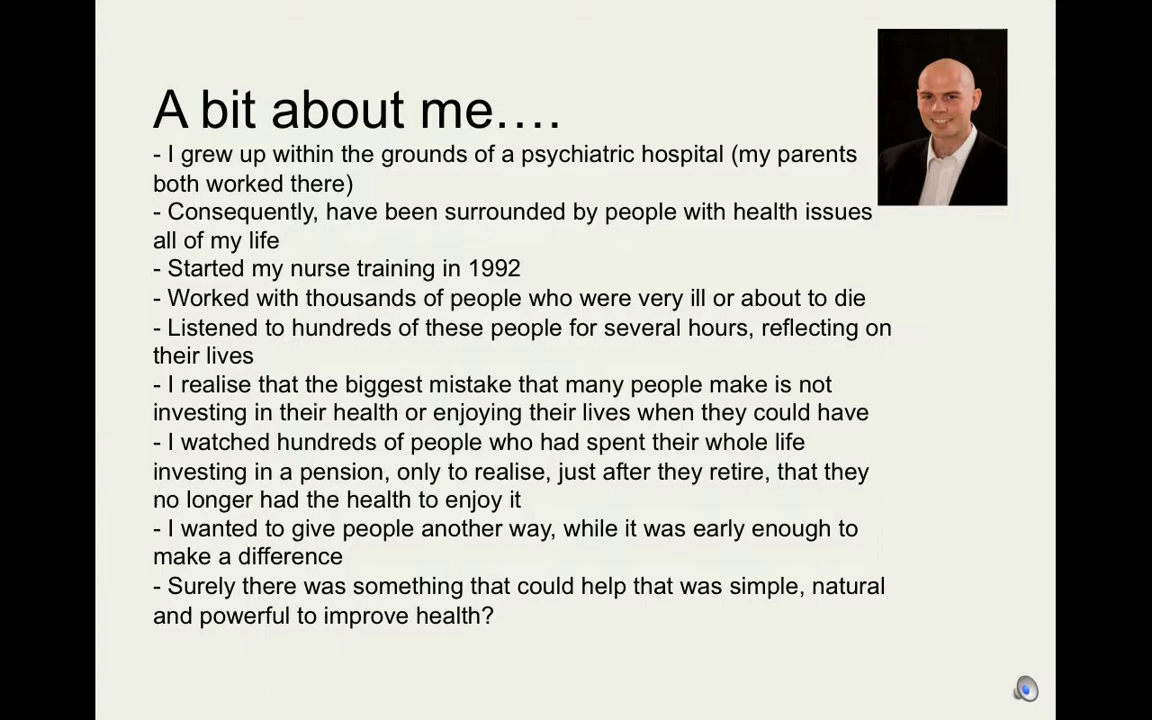 A bit about me….
- I grew up within the grounds of a psychiatric hospital (my parents
both worked there)
- Consequently, have been surrounded by people with health issues
all of my life
- Started my nurse training in 1992
- Worked with thousands of people who were very ill or about to die
- Listened to hundreds of these people for several hours, reflecting on
their lives
- I realise that the biggest mistake that many people make is not
investing in their health or enjoying their lives when they could have
- I watched hundreds of people who had spent their whole life
investing in a pension, only to realise, just after they retire, that they
no longer had the health to enjoy it
- I wanted to give people another way, while it was early enough to
make a difference
- Surely there was something that could help that was simple, natural
and powerful to improve health?